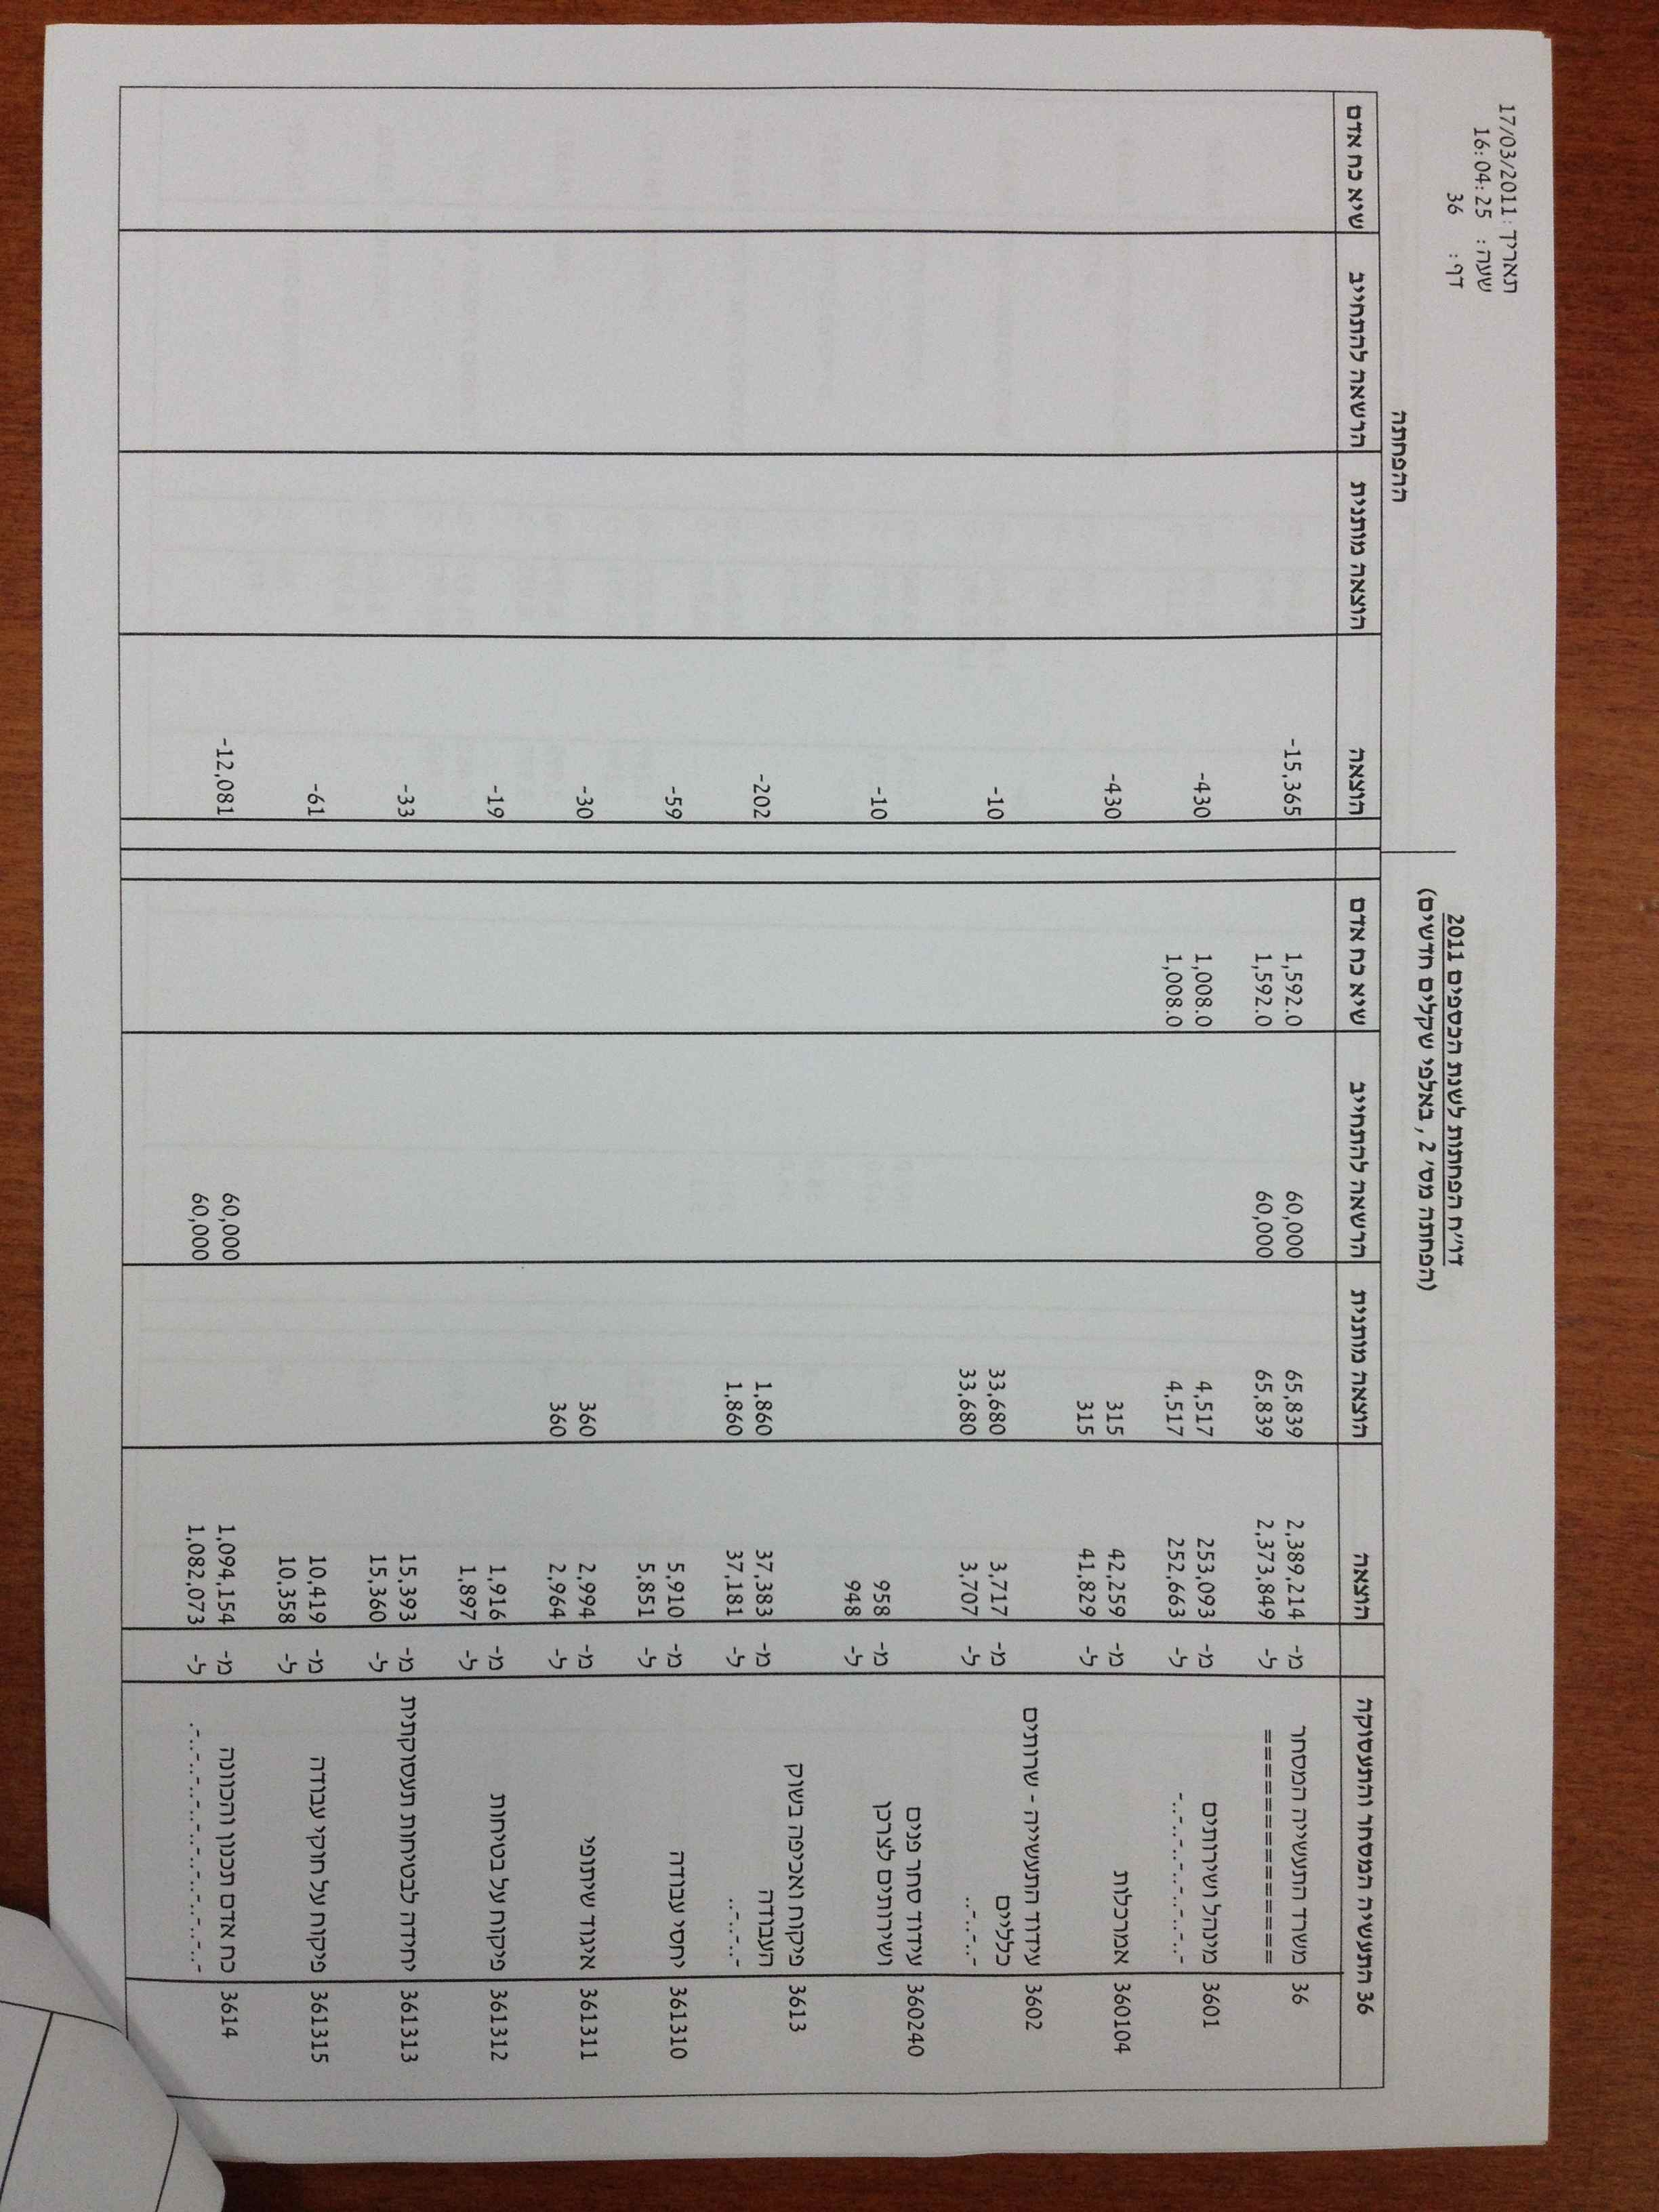 תאריך: 17/03/2011
שעה: 16:04:25
דף: 36
דו״ח הפחתות לשנת הכספים 2011
(הפחתה מס׳ 2, באלפי שקלים חדשים)
ההפחתה
36 התעשיה המסחר והתעסוקה הוצאה הוצאה מותנית הרשאה להתחייב שיא כח אדם הוצאה הוצאה מותנית הרשאה להתחייב שיא כח אדם
36 משרד התעשייה המסחר מ- 2,389,214 65,839 60,000 1,592.0 -15,365
============== ל- 2,373,849 65,839 60,000 1,592.0
3601 מינהל ושירותים מ- 253,093 4,517 1,008.0 -430
-..-..-..-..-..-..- ל- 252,663 4,517 1,008.0
360104 אמרכלות מ- 42,259 315 -430
ל- 41,829 315
3602 עידוד התעשייה - שרותים
כלליים מ- 3,717 33,680 -10
-..-..-.. ל- 3,707 33,680
360240 עידוד סחר פנים
ושירותים לצרכן מ- 958 -10
ל- 948
3613 פיקוח ואכיפה בשוק
העבודה מ- 37,383 1,860 -202
-..-..-.. ל- 37,181 1,860
361310 יחסי עבודה מ- 5,910 -59
ל- 5,851
361311 איגוד שיתופי מ- 2,994 360 -30
ל- 2,964 360
361312 פיקוח על בטיחות מ- 1,916 -19
ל- 1,897
361313 יחידה לבטיחות תעסוקתית מ- 15,393 -33
ל- 15,360
361315 פיקוח על חוקי עבודה מ- 10,419 -61
ל- 10,358
3614 כח אדם תכנון והכוונה מ- 1,094,154 60,000 -12,081
-..-..-..-..-..-..-..-..-. ל- 1,082,073 60,000